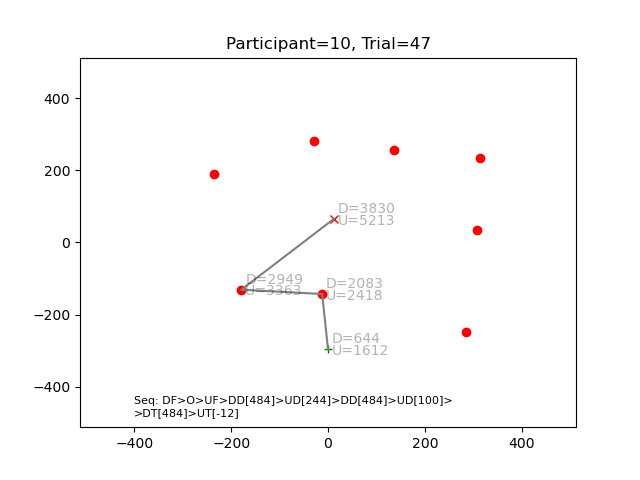 Participant=10, Trial=47
400
200
0
−200
−400
D=3830
U=5213
D=2949
U=3363
D=2083
U=2418
D=644
U=1612
Seq: DF>O>UF>DD[484]>UD[244]>DD[484]>UD[100]>
>DT[484]>UT[-12]
−400 −200 0 200 400